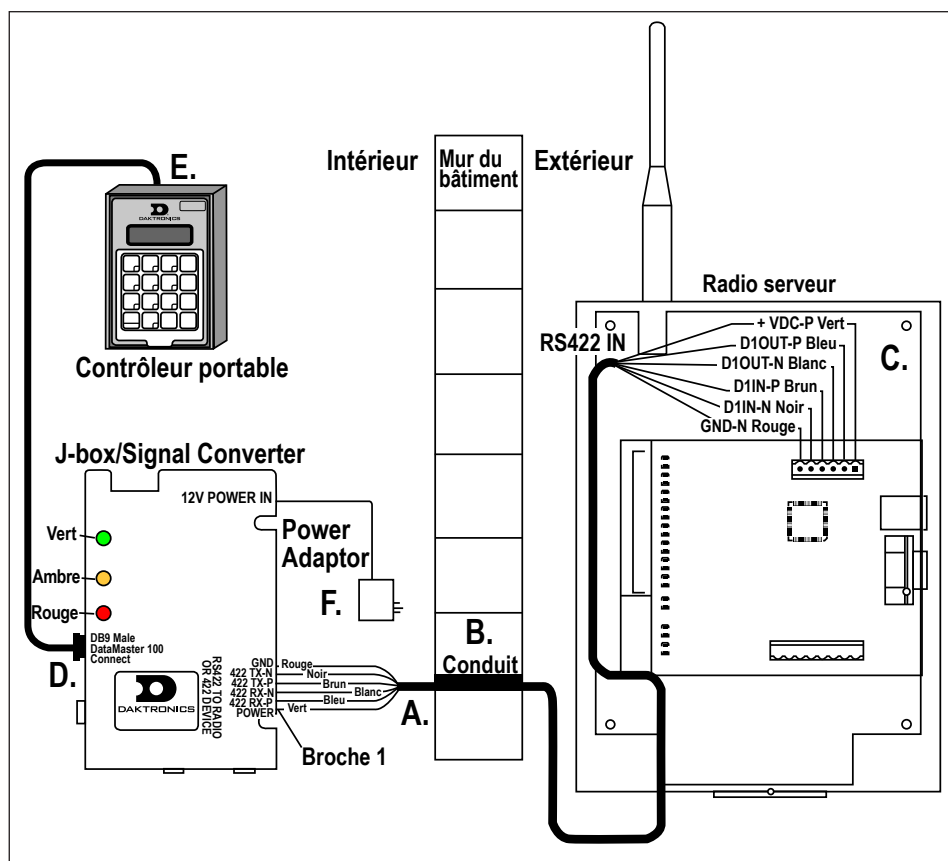 E.
Intérieur
Mur du
bâtiment
Extérieur
DAKTRONICS
Contrôleur portable
Radio serveur
RS422 IN
+ VDC-P Vert
D1OUT-P Bleu
D1OUT-N Blanc
D1IN-P Brun
D1IN-N Noir
GND-N Rouge
C.
J-box/Signal Converter
12V POWER IN
Power
Adaptor
F.
Vert
Ambre
Rouge
DB9 Male
DataMaster 100
Connect
D.
DAKTRONICS
RS422 TO RADIO
OR 422 DEVICE
GND Rouge
422 TX-N Noir
422 TX-P Brun
422 RX-N Blanc
422 RX-P Bleu
POWER Vert
Broche 1
A.
B.
Conduit